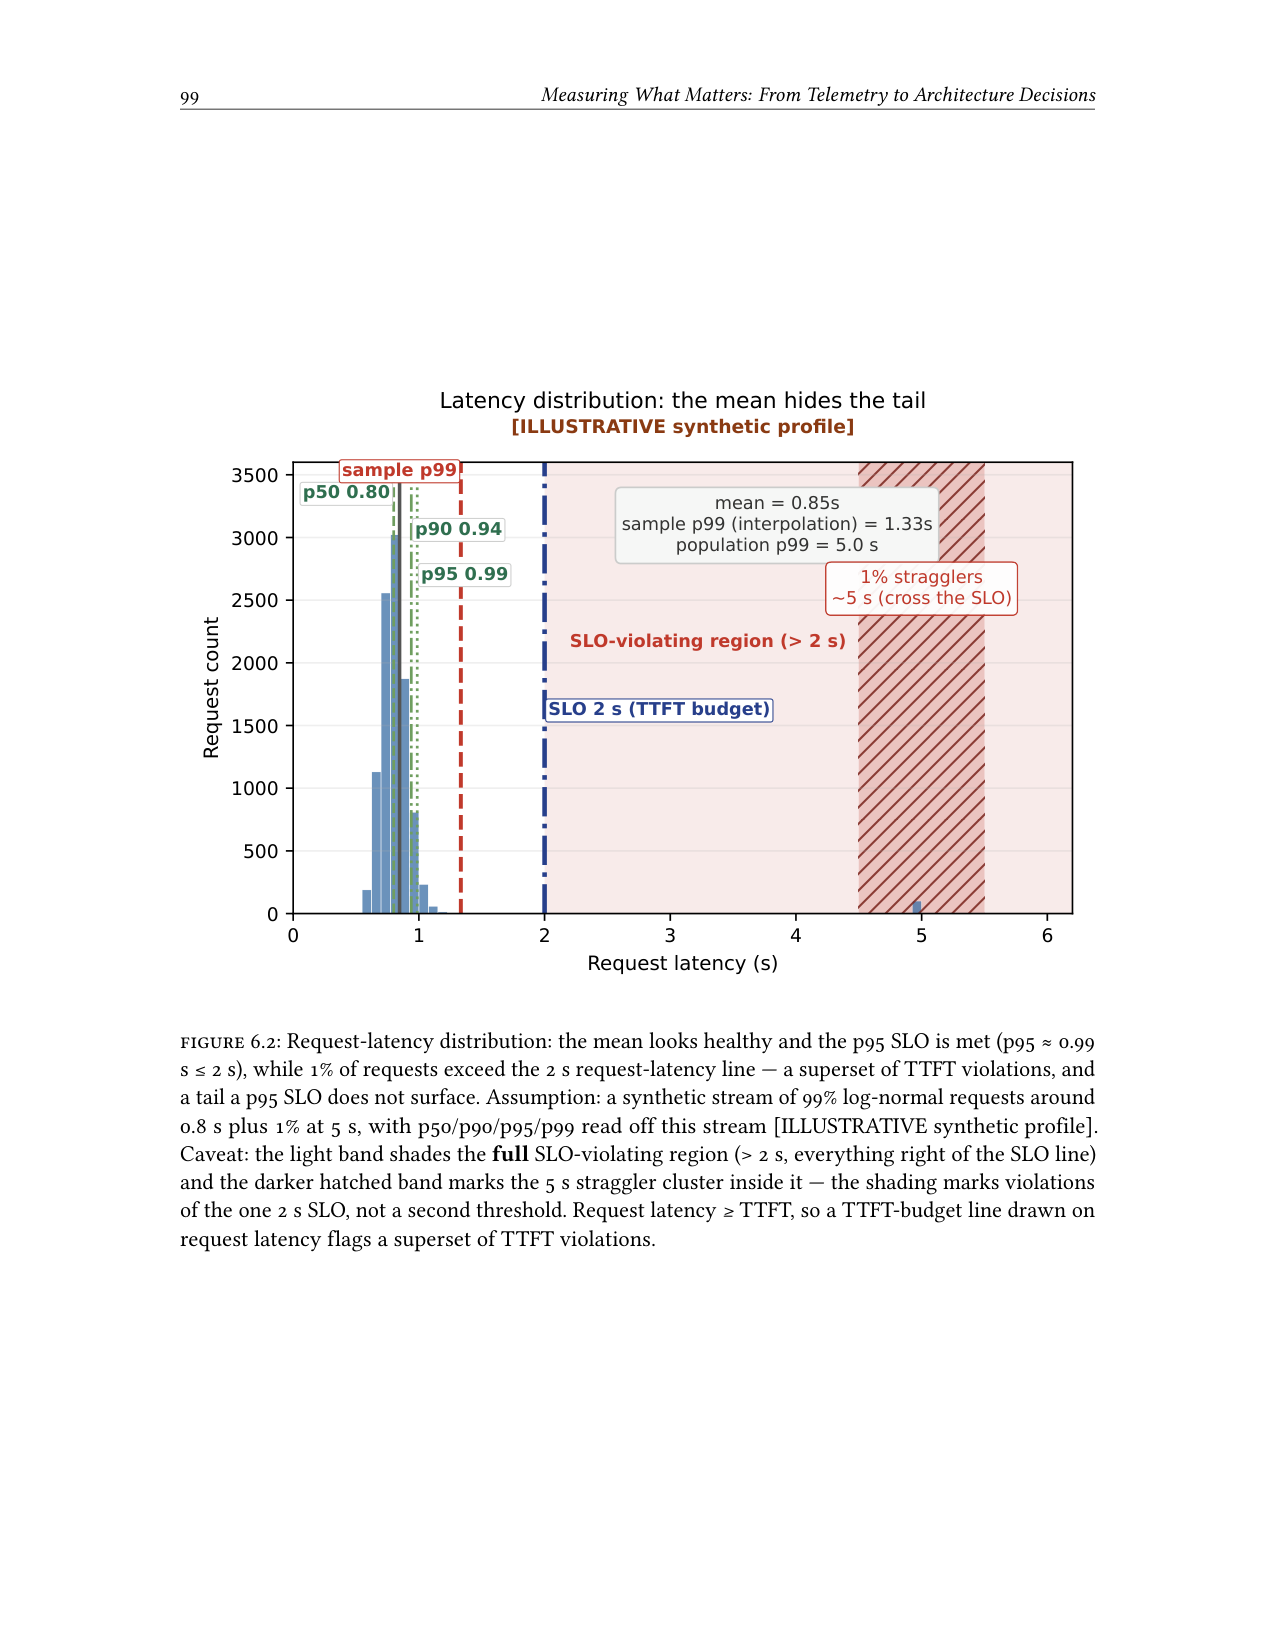 99 Measuring What Matters: From Telemetry to Architecture Decisions
Latency distribution: the mean hides the tail
[ILLUSTRATIVE synthetic profile]
3500
3000
2500
2000
1500
1000
500
0
Request count
sample p99
p50 0.80
p90 0.94
p95 0.99
mean = 0.85s
sample p99 (interpolation) = 1.33s
population p99 = 5.0 s
1% stragglers
~5 s (cross the SLO)
SLO-violating region (> 2 s)
SLO 2 s (TTFT budget)
0 1 2 3 4 5 6
Request latency (s)
FIGURE 6.2: Request-latency distribution: the mean looks healthy and the p95 SLO is met (p95 ≈ 0.99
s ≤ 2 s), while 1% of requests exceed the 2 s request-latency line — a superset of TTFT violations, and
a tail a p95 SLO does not surface. Assumption: a synthetic stream of 99% log-normal requests around
0.8 s plus 1% at 5 s, with p50/p90/p95/p99 read off this stream [ILLUSTRATIVE synthetic profile].
Caveat: the light band shades the full SLO-violating region (> 2 s, everything right of the SLO line)
and the darker hatched band marks the 5 s straggler cluster inside it — the shading marks violations
of the one 2 s SLO, not a second threshold. Request latency ≥ TTFT, so a TTFT-budget line drawn on
request latency flags a superset of TTFT violations.